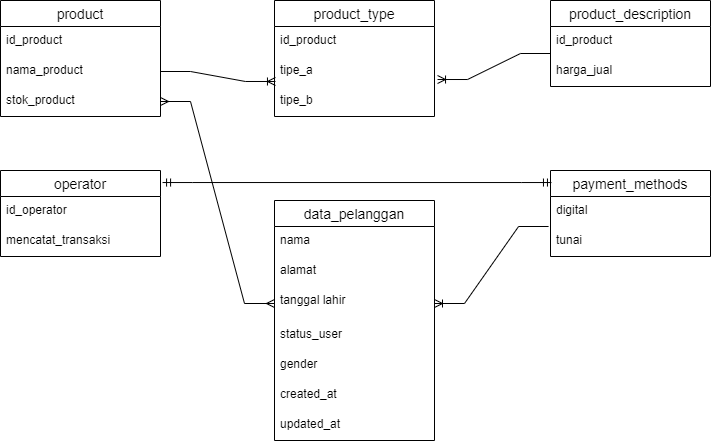 product
id_product
nama_product
stok_product
product_type
id_product
tipe_a
tipe_b
product_description
id_product
harga_jual
operator
id_operator
mencatat_transaksi
data_pelanggan
nama
alamat
tanggal lahir
status_user
gender
created_at
updated_at
payment_methods
digital
tunai